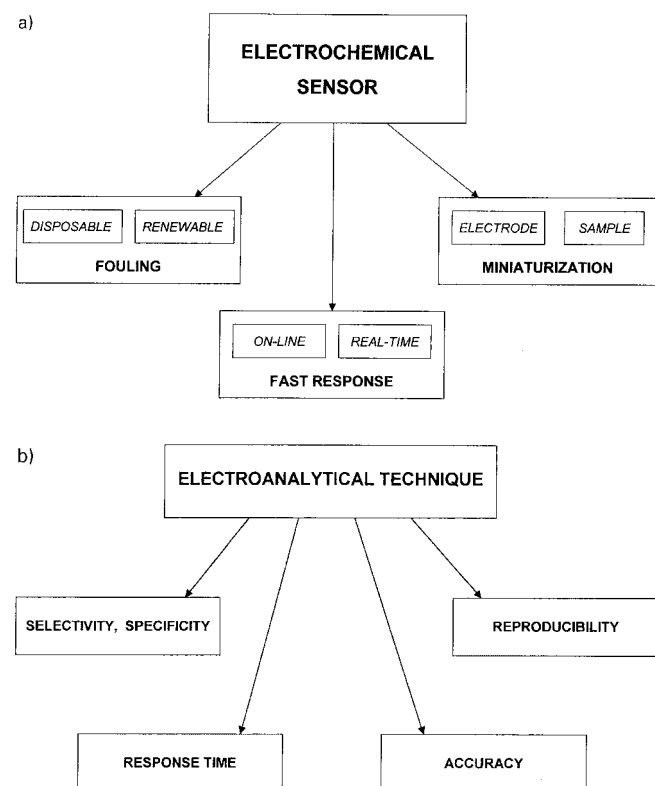 a)
ELECTROCHEMICAL
SENSOR
DISPOSABLE
RENEWABLE
FOULING
ELECTRODE
SAMPLE
MINIATURIZATION
ON-LINE
REAL-TIME
FAST RESPONSE
b)
ELECTROANALYTICAL TECHNIQUE
SELECTIVITY, SPECIFICITY
REPRODUCIBILITY
RESPONSE TIME
ACCURACY